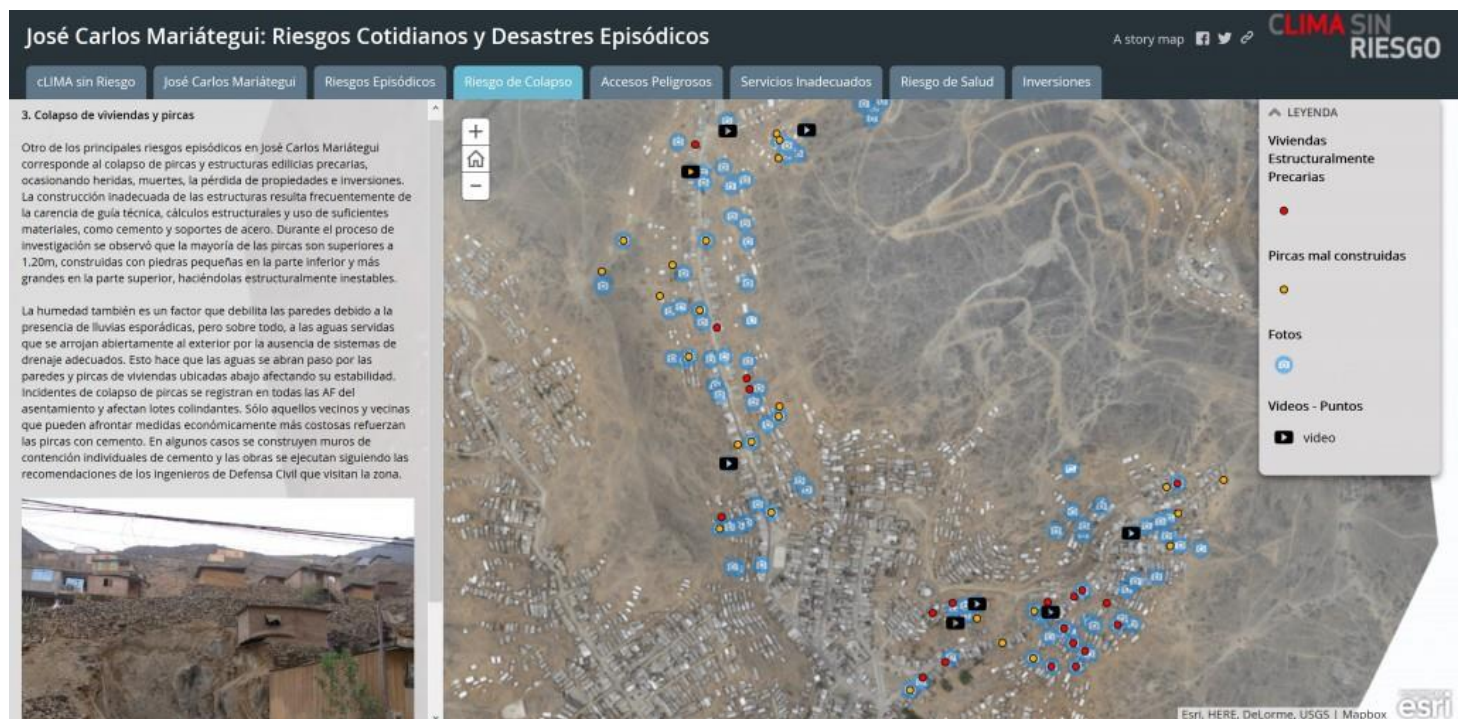 José Carlos Mariátegui: Riesgos Cotidianos y Desastres Episódicos
A story map
CLIMA SIN
RIESGO
cLIMA sin Riesgo
José Carlos Mariátegui
Riesgos Episódicos
Riesgo de Colapso
Accesos Peligrosos
Servicios Inadecuados
Riesgo de Salud
Inversiones
3. Colapso de viviendas y pircas
Otro de los principales riesgos episódicos en José Carlos Mariátegui
corresponde al colapso de pircas y estructuras edilicias precarias,
ocasionando heridas, muertes, la pérdida de propiedades e inversiones.
La construcción inadecuada de las estructuras resulta frecuentemente de
la carencia de guía técnica, cálculos estructurales y uso de suficientes
materiales, como cemento y soportes de acero. Durante el proceso de
investigación se observó que la mayoría de las pircas son superiores a
1.20m, construidas con piedras pequeñas en la parte inferior y más
grandes en la parte superior, haciéndolas estructuralmente inestables.
La humedad también es un factor que debilita las paredes debido a la
presencia de lluvias esporádicas, pero sobre todo, a las aguas servidas
que se arrojan abiertamente al exterior por la ausencia de sistemas de
drenaje adecuados. Esto hace que las aguas se abran paso por las
paredes y pircas de viviendas ubicadas abajo afectando su estabilidad.
Incidentes de colapso de pircas se registran en todas las AF del
asentamiento y afectan lotes colindantes. Sólo aquellos vecinos y vecinas
que pueden afrontar medidas económicamente más costosas refuerzan
las pircas con cemento. En algunos casos se construyen muros de
contención individuales de cemento y las obras se ejecutan siguiendo las
recomendaciones de los ingenieros de Defensa Civil que visitan la zona.
LEYENDA
Viviendas
Estructuralmente
Precarias
Pircas mal construidas
Fotos
Videos - Puntos
video
Esri, HERE, DeLorme, USGS | Mapbox
esri